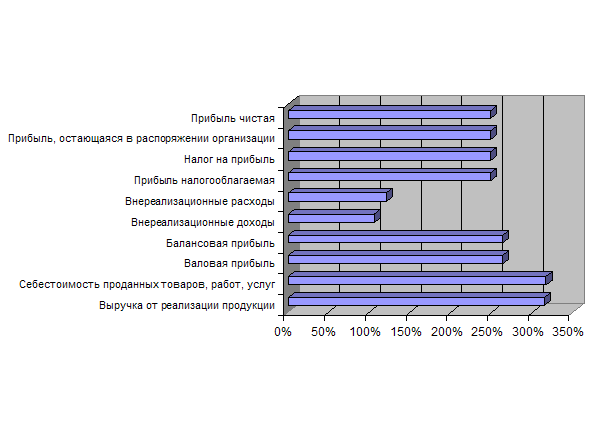 Прибыль чистая
Прибыль, остающаяся в распоряжении организации
Налог на прибыль
Прибыль налогооблагаемая
Внереализационные расходы
Внереализационные доходы
Балансовая прибыль
Валовая прибыль
Себестоимость проданных товаров, работ, услуг
Выручка от реализации продукции
0% 50% 100% 150% 200% 250% 300% 350%